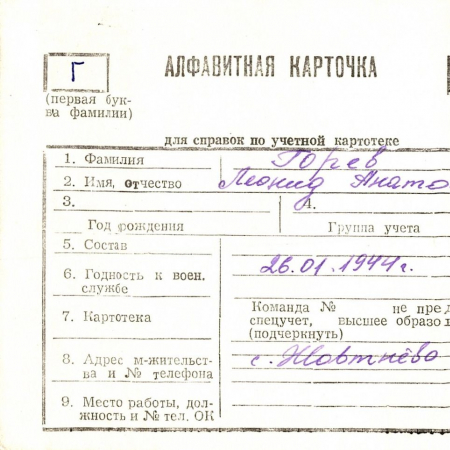 Г
АЛФАВИТНАЯ КАРТОЧКА
(первая бук-
ва фамилии)
для справок по учетной картотеке
1. Фамилия Горев
2. Имя, отчество Леонид Анато
3. 4.
Год рождения Группа учета
5. Состав
6. Годность к воен. службе 26.01.1944 г.
7. Картотека
Команда № не пред
спецучет, высшее образо
(подчеркнуть)
8. Адрес м-жительст-
ва и № телефона с. Жовтнёво
9. Место работы, дол-
жность и № тел. ОК